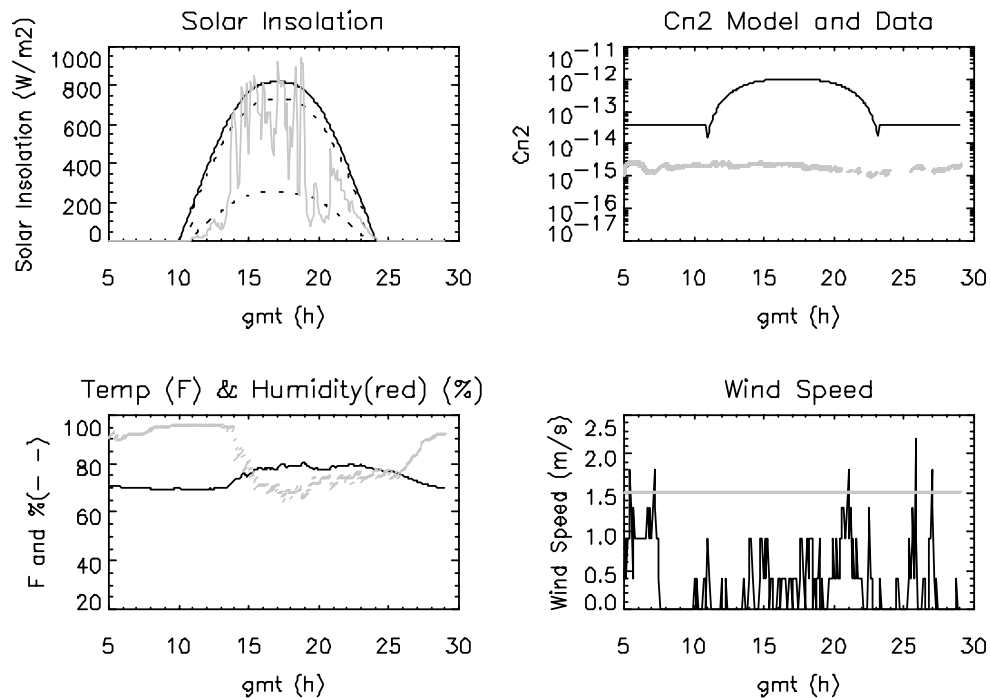 Solar Insolation
Solar Insolation (W/m2)
1000
800
600
400
200
0
5 10 15 20 25 30
gmt (h)
Cn2 Model and Data
Cn2
10-11
10-12
10-13
10-14
10-15
10-16
10-17
5 10 15 20 25 30
gmt (h)
Temp (F) & Humidity(red) (%)
F and %(- -)
100
80
60
40
20
5 10 15 20 25 30
gmt (h)
Wind Speed
Wind Speed (m/s)
2.5
2.0
1.5
1.0
0.5
0.0
5 10 15 20 25 30
gmt (h)